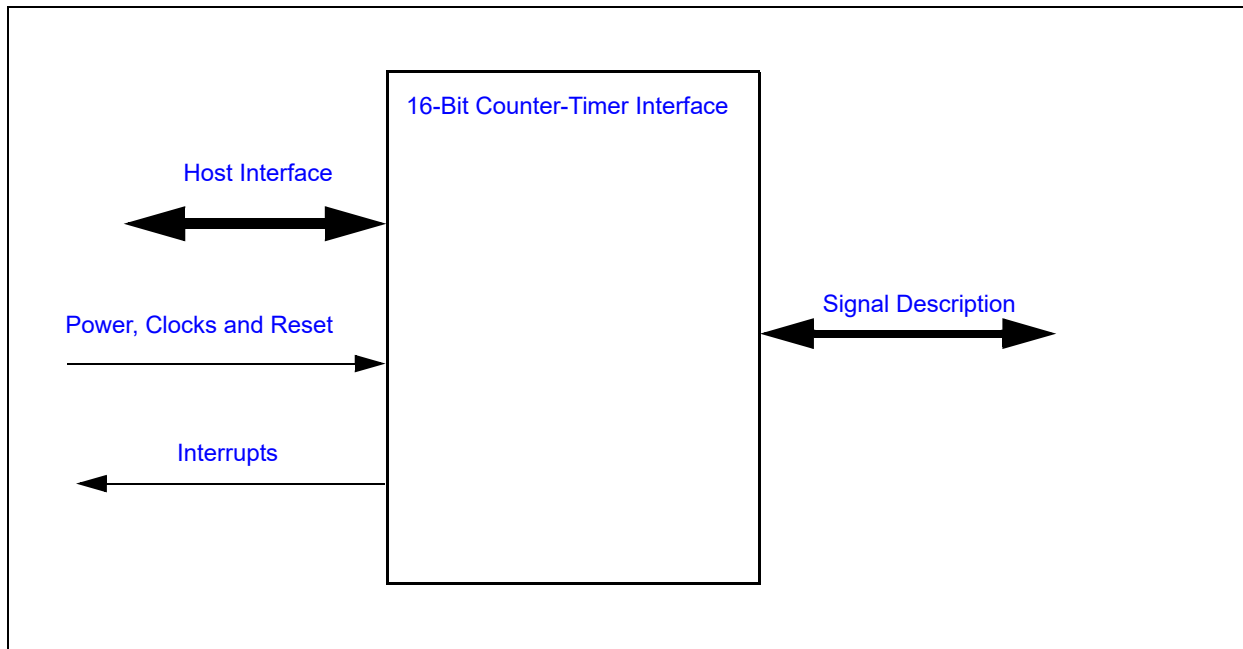 16-Bit Counter-Timer Interface
Host Interface
Signal Description
Power, Clocks and Reset
Interrupts